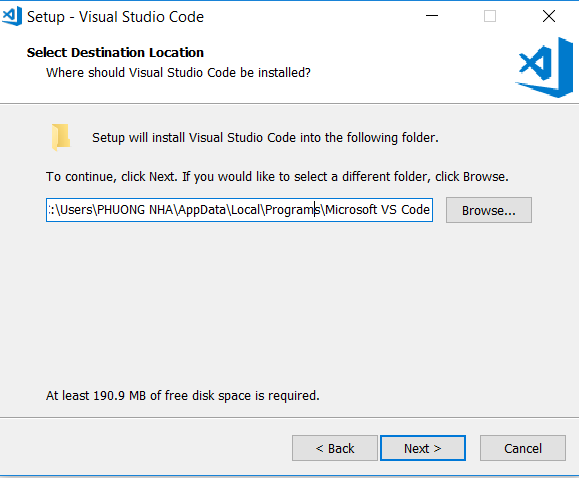 Setup - Visual Studio Code
Select Destination Location
Where should Visual Studio Code be installed?
Setup will install Visual Studio Code into the following folder.
To continue, click Next. If you would like to select a different folder, click Browse.
:\Users\PHUONG NHA\AppData\Local\Programs\Microsoft VS Code
Browse...
At least 190.9 MB of free disk space is required.
< Back
Next >
Cancel